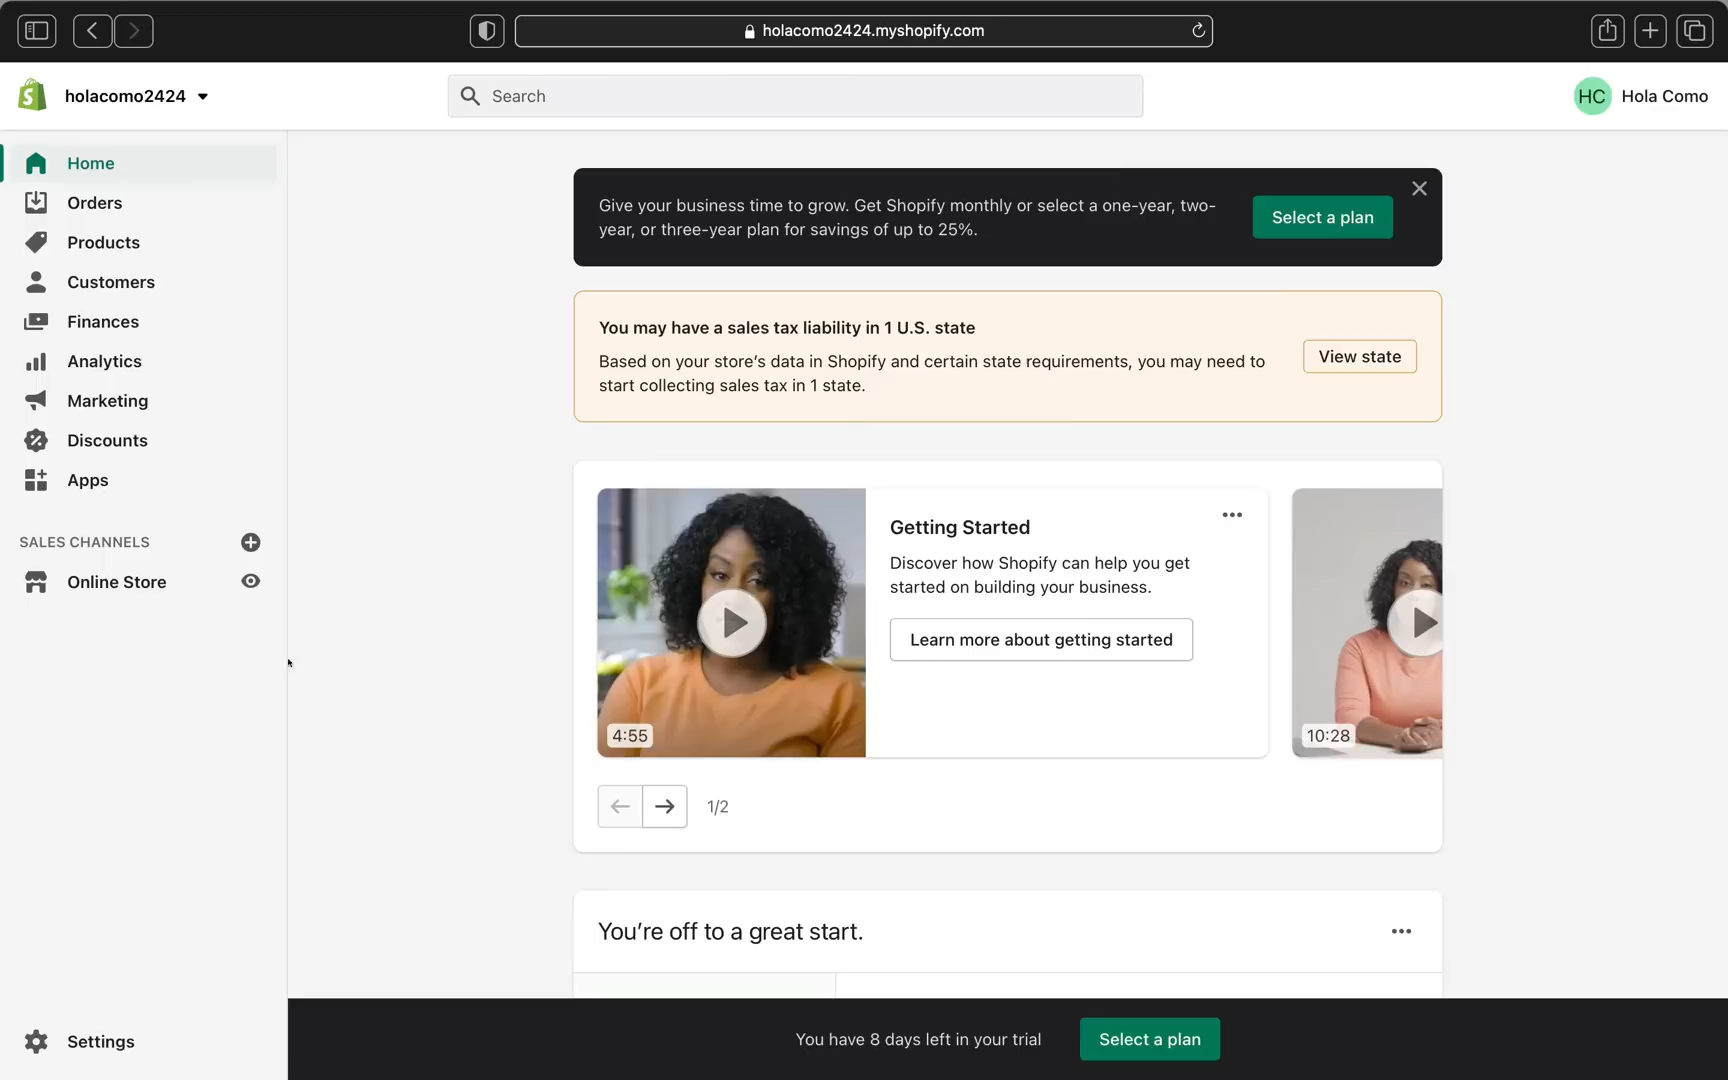 holacomo2424.myshopify.com
holacomo2424
Search
HC
Hola Como
Home
Orders
Products
Customers
Finances
Analytics
Marketing
Discounts
Apps
SALES CHANNELS
Online Store
Settings
Give your business time to grow. Get Shopify monthly or select a one-year, two-
year, or three-year plan for savings of up to 25%.
Select a plan
You may have a sales tax liability in 1 U.S. state
Based on your store’s data in Shopify and certain state requirements, you may need to
start collecting sales tax in 1 state.
View state
4:55
Getting Started
Discover how Shopify can help you get
started on building your business.
Learn more about getting started
10:28
1/2
You’re off to a great start.
You have 8 days left in your trial
Select a plan